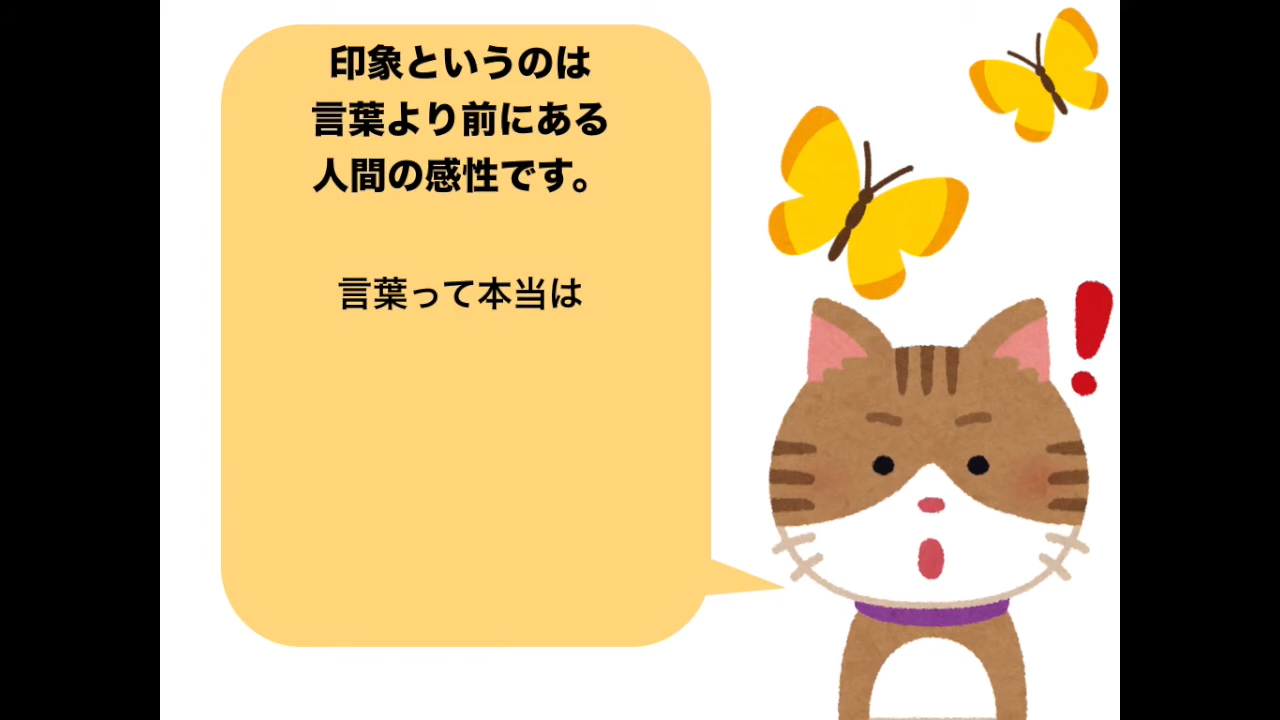 印象というのは
言葉より前にある
人間の感性です。
言葉って本当は